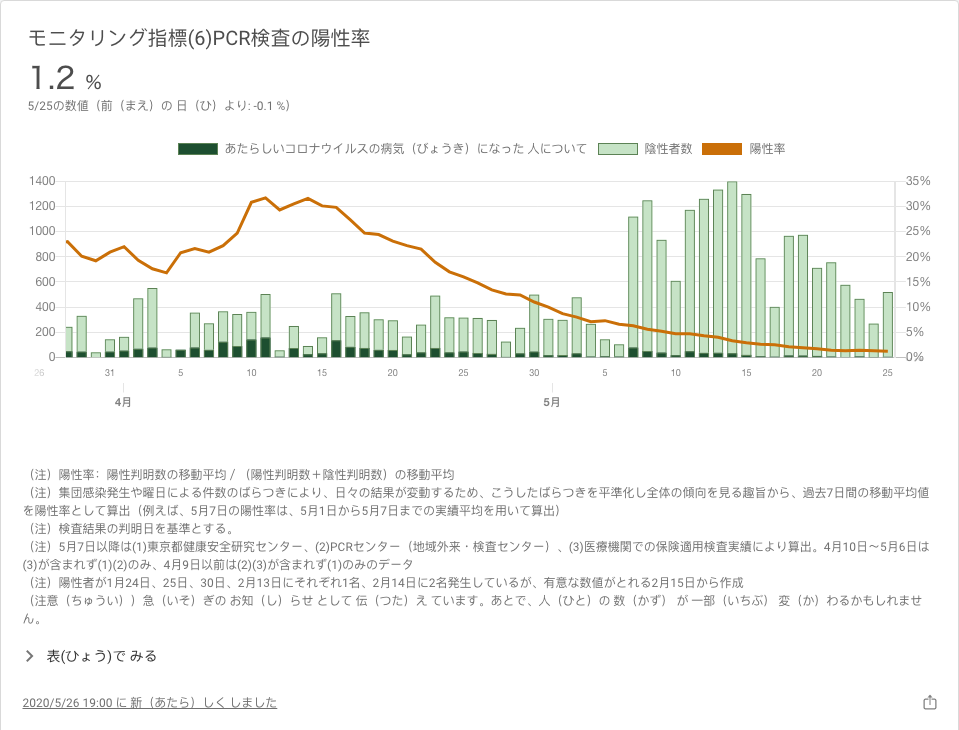 モニタリング指標(6)PCR検査の陽性率
1.2 %
5/25の数値（前（まえ）の 日（ひ）より: -0.1 %）
あたらしいコロナウイルスの病気（びょうき）になった 人について 陰性者数 陽性率
1400 35%
1200 30%
1000 25%
800 20%
600 15%
400 10%
200 5%
0 0%
26 31 5 10 15 20 25 30 5 10 15 20 25
4月 5月
（注）陽性率：陽性判明数の移動平均 / （陽性判明数＋陰性判明数）の移動平均
（注）集団感染発生や曜日による件数のばらつきにより、日々の結果が変動するため、こうしたばらつきを平準化し全体の傾向を見る趣旨から、過去7日間の移動平均値
を陽性率として算出（例えば、5月7日の陽性率は、5月1日から5月7日までの実績平均を用いて算出）
（注）検査結果の判明日を基準とする。
（注）5月7日以降は(1)東京都健康安全研究センター、(2)PCRセンター（地域外来・検査センター）、(3)医療機関での保険適用検査実績により算出。4月10日～5月6日は
(3)が含まれず(1)(2)のみ、4月9日以前は(2)(3)が含まれず(1)のみのデータ
（注）陽性者が1月24日、25日、30日、2月13日にそれぞれ1名、2月14日に2名発生しているが、有意な数値がとれる2月15日から作成
（注意（ちゅうい））急（いそ）ぎの お知（し）らせ として 伝（つた）え ています。あとで、人（ひと）の 数（かず） が 一部（いちぶ） 変（か）わるかもしれませ
ん。
表(ひょう)で みる
2020/5/26 19:00 に 新（あたら）しく しました